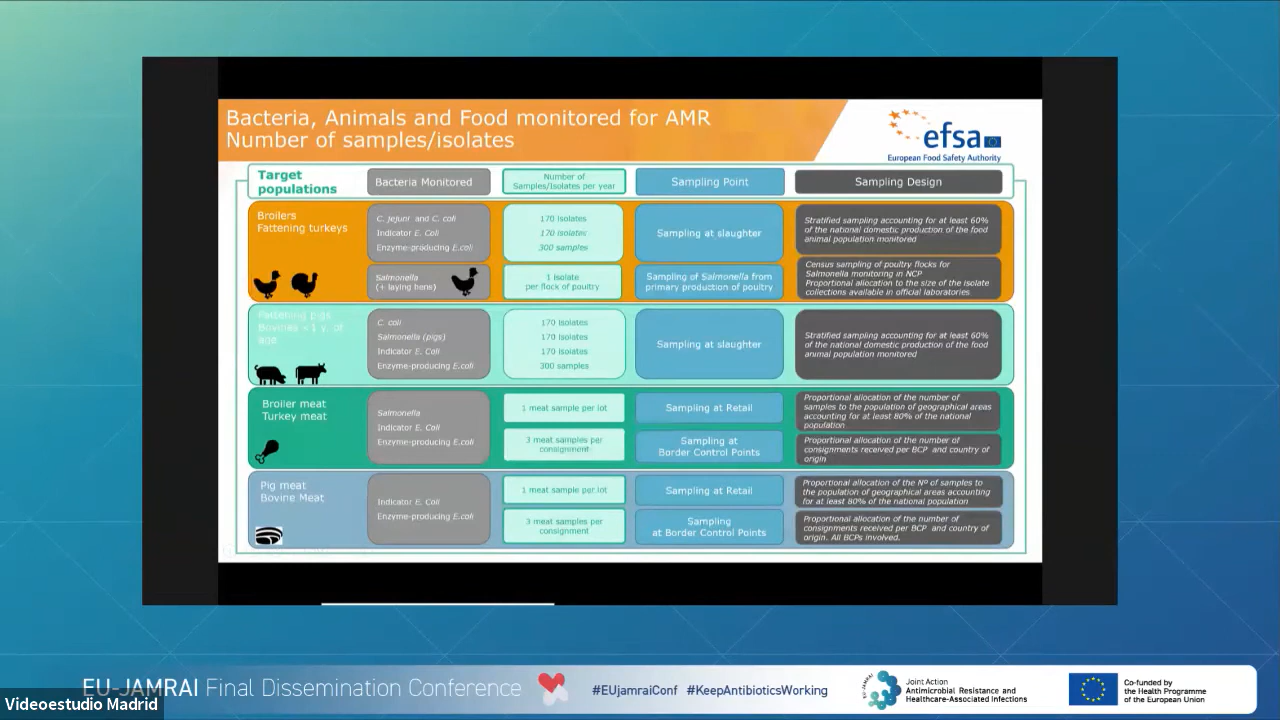 Bacteria, Animals and Food monitored for AMR
Number of samples/isolates
efsa
European Food Safety Authority
Target
populations
Bacteria Monitored
Number of
Samples/Isolates per year
Sampling Point
Sampling Design
Broilers
Fattening turkeys
C. jejuni and C. coli
Indicator E. Coli
Enzyme-producing E.coli
170 isolates
170 isolates
300 samples
Sampling at slaughter
Stratified sampling accounting for at least 60%
of the national domestic production of the food
animal population monitored
Salmonella
(+ laying hens)
1 isolate
per flock of poultry
Sampling of Salmonella from
primary production of poultry
Census sampling of poultry flocks for
Salmonella monitoring in NCP
Proportional allocation to the size of the isolate
collections available in official laboratories
Fattening pigs
Bovines < 1 y. of
age
C. coli
Salmonella (pigs)
Indicator E. Coli
Enzyme-producing E.coli
170 isolates
170 isolates
170 isolates
300 samples
Sampling at slaughter
Stratified sampling accounting for at least 60%
of the national domestic production of the food
animal population monitored
Broiler meat
Turkey meat
Salmonella
Indicator E. Coli
Enzyme-producing E.coli
1 meat sample per lot
Sampling at Retail
Proportional allocation of the number of
samples to the population of geographical areas
accounting for at least 80% of the national
population
3 meat samples per
consignment
Sampling at
Border Control Points
Proportional allocation of the number of
consignments received per BCP and country of
origin
Pig meat
Bovine Meat
Indicator E. Coli
Enzyme-producing E.coli
1 meat sample per lot
Sampling at Retail
Proportional allocation of the Nº of samples to
the population of geographical areas accounting
for at least 80% of the national population
3 meat samples per
consignment
Sampling
at Border Control Points
Proportional allocation of the number of
consignments received per BCP and country of
origin. All BCPs involved.
EU-JAMRAI Final Dissemination Conference
#EUjamraiConf #KeepAntibioticsWorking
EU-JAMRAI
Joint Action
Antimicrobial Resistance and
Healthcare-Associated Infections
Co-funded by
the Health Programme
of the European Union
Videoestudio Madrid